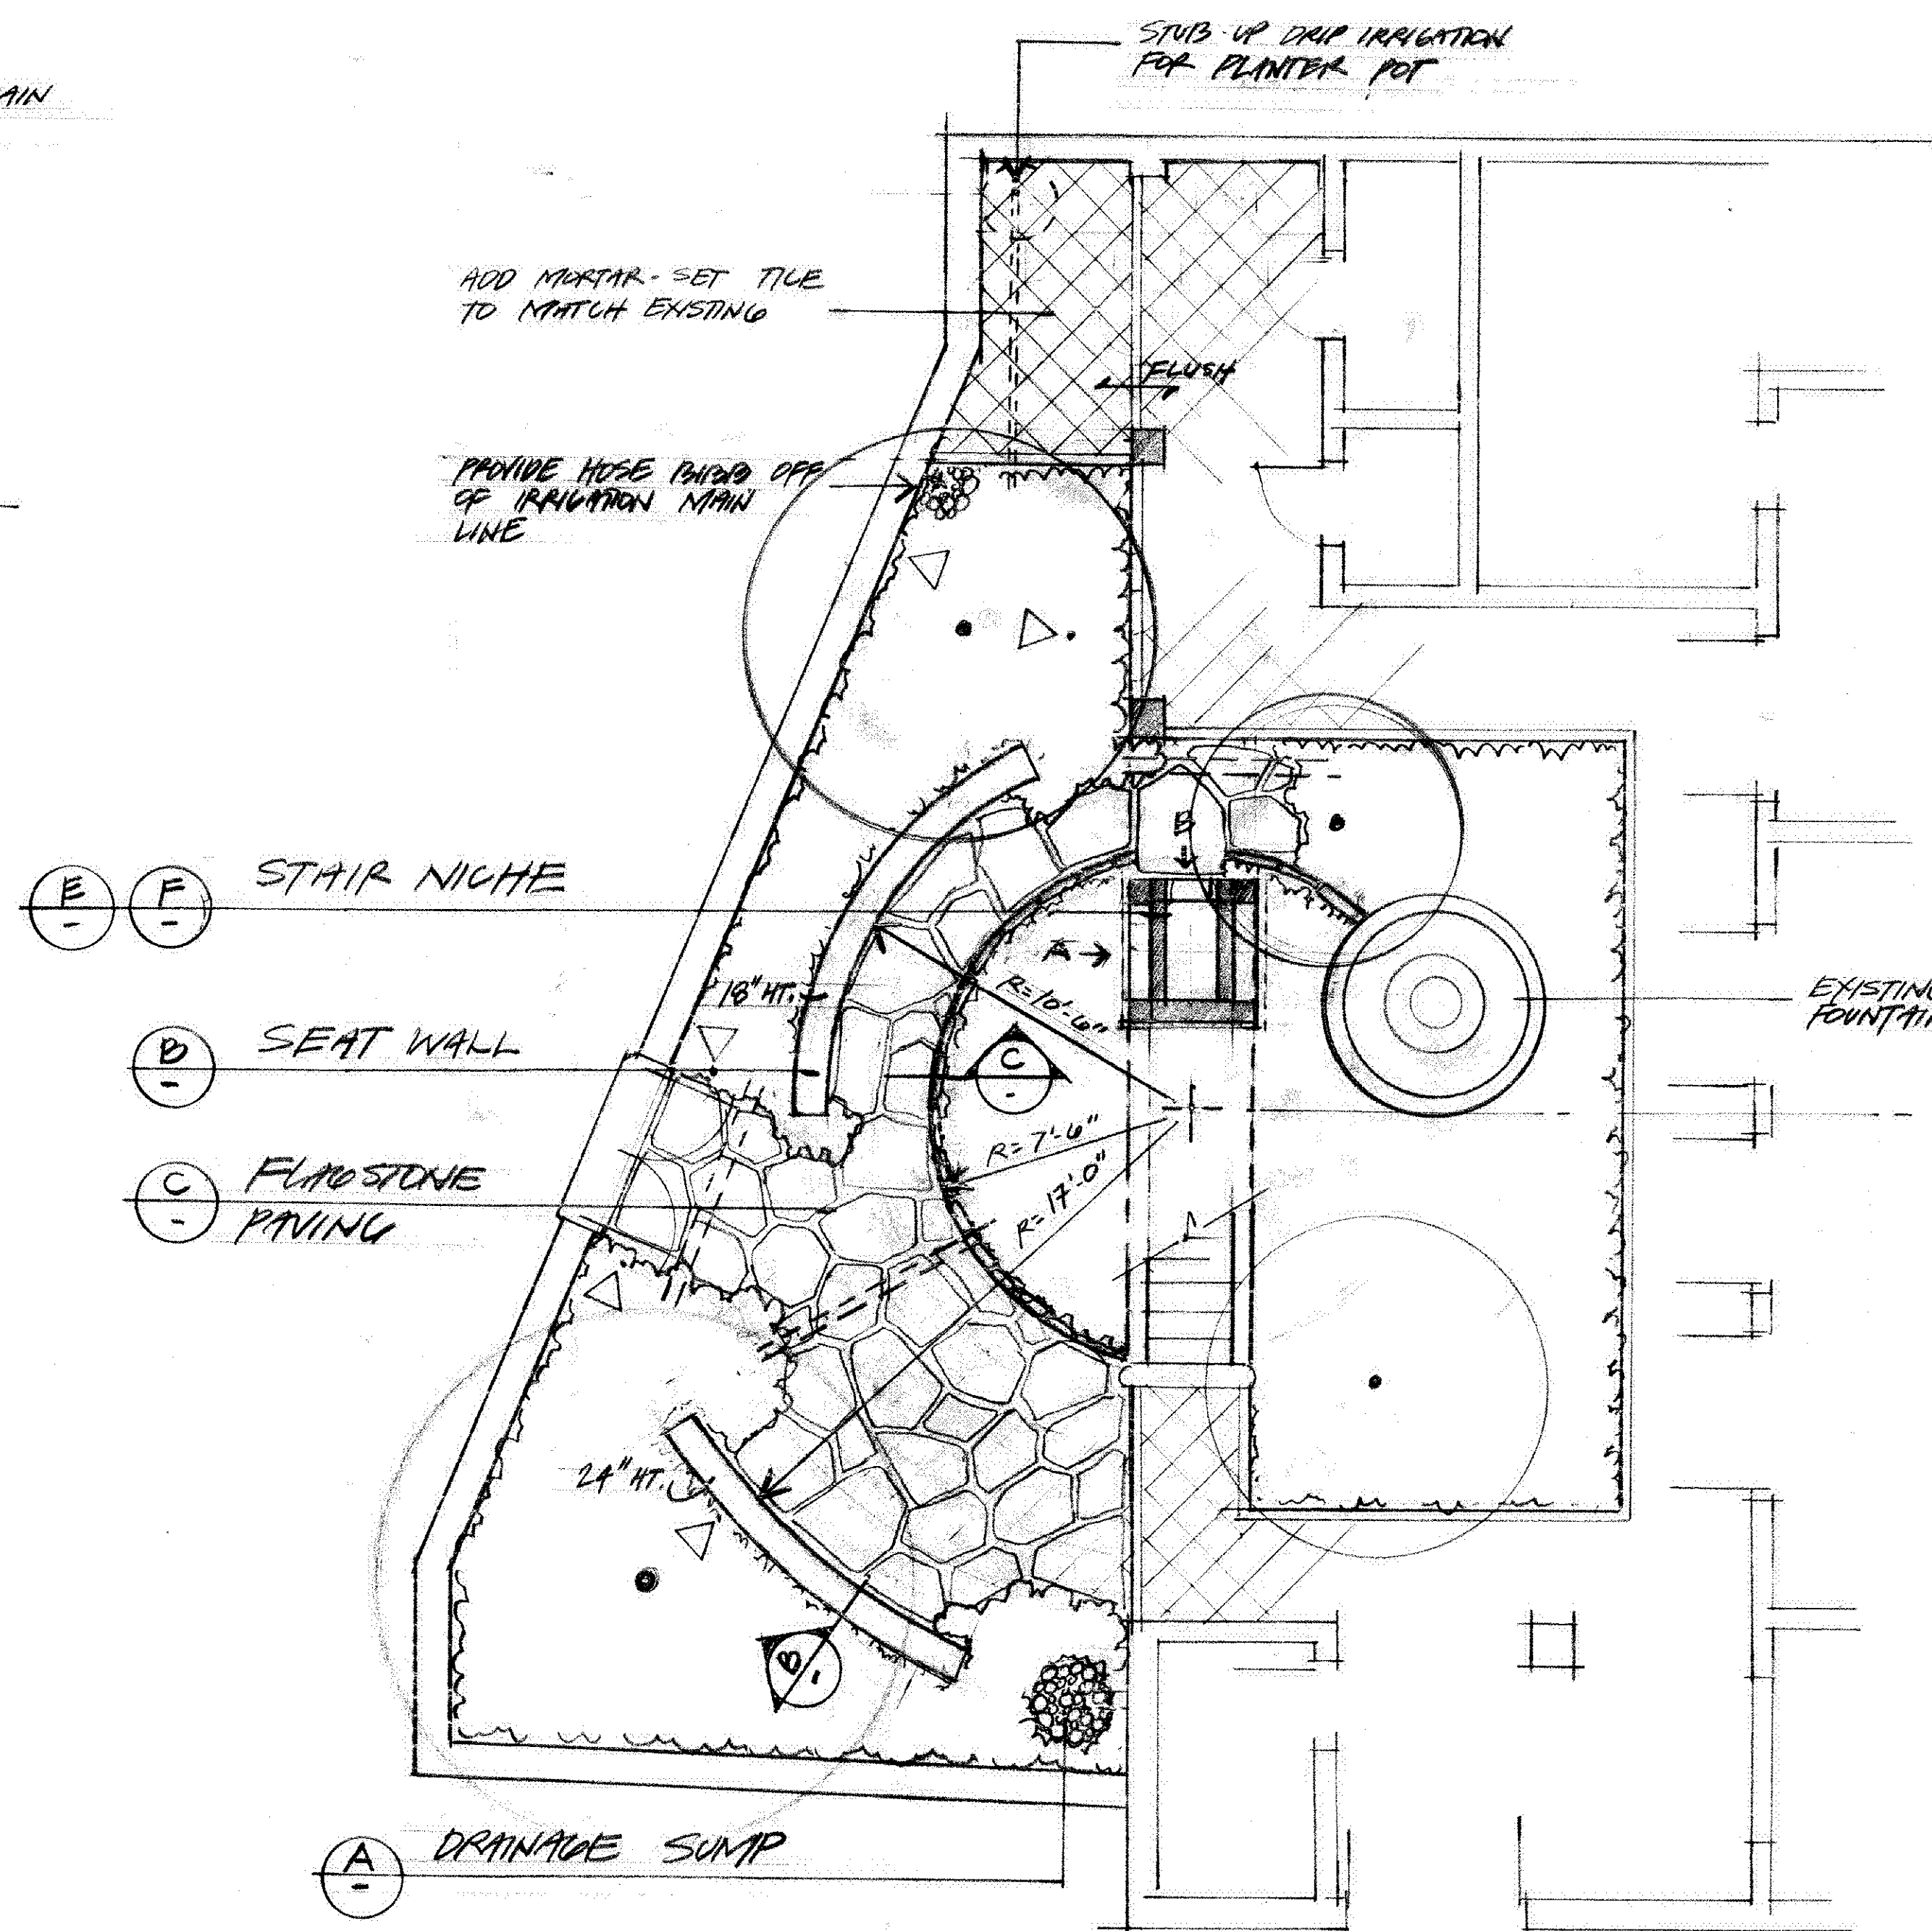 STUB-UP DRIP IRRIGATION
FOR PLANTER POT
AIN
ADD MORTAR-SET TILE
TO MATCH EXISTING
FLUSH
PROVIDE HOSE BIBB OFF
OF IRRIGATION MAIN
LINE
B
E
-
F
-
STAIR NICHE
A
18" HT.
R=10'-6"
EXISTING
FOUNTAIN
B
-
SEAT WALL
C
-
R=7'-6"
C
-
FLAGSTONE
PAVING
R=17'-0"
24" HT.
B
-
A
-
DRAINAGE SUMP